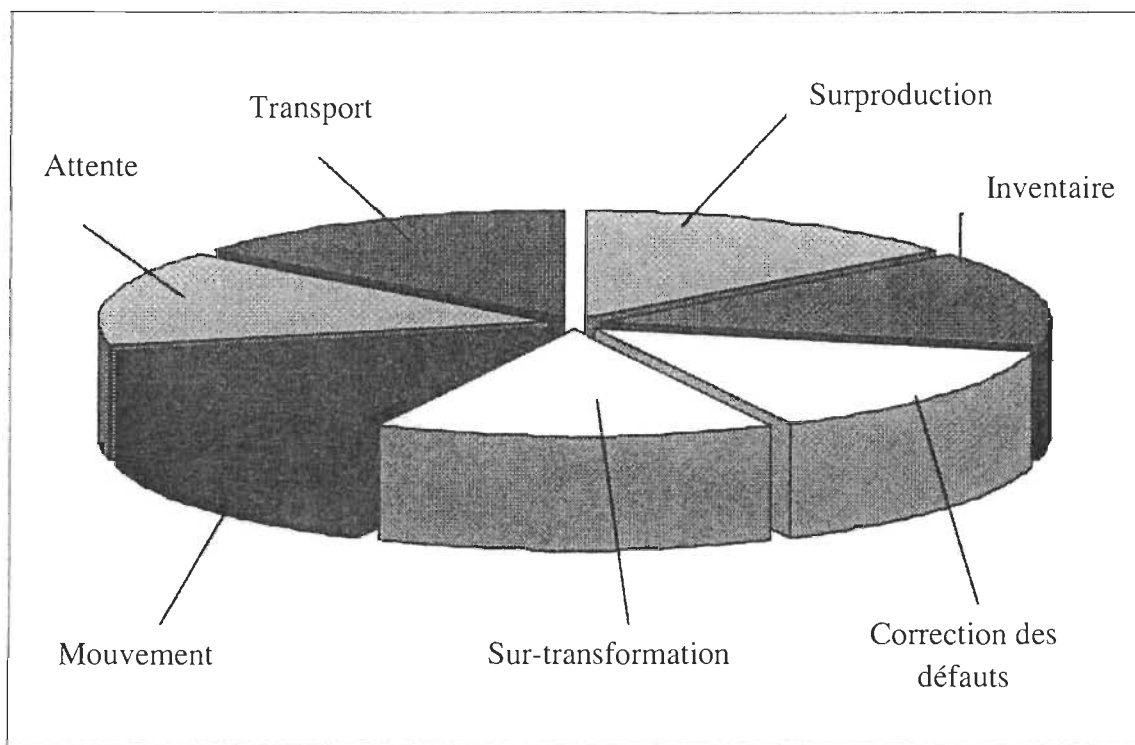 Transport
Surproduction
Attente
Inventaire
Mouvement
Sur-transformation
Correction des
défauts